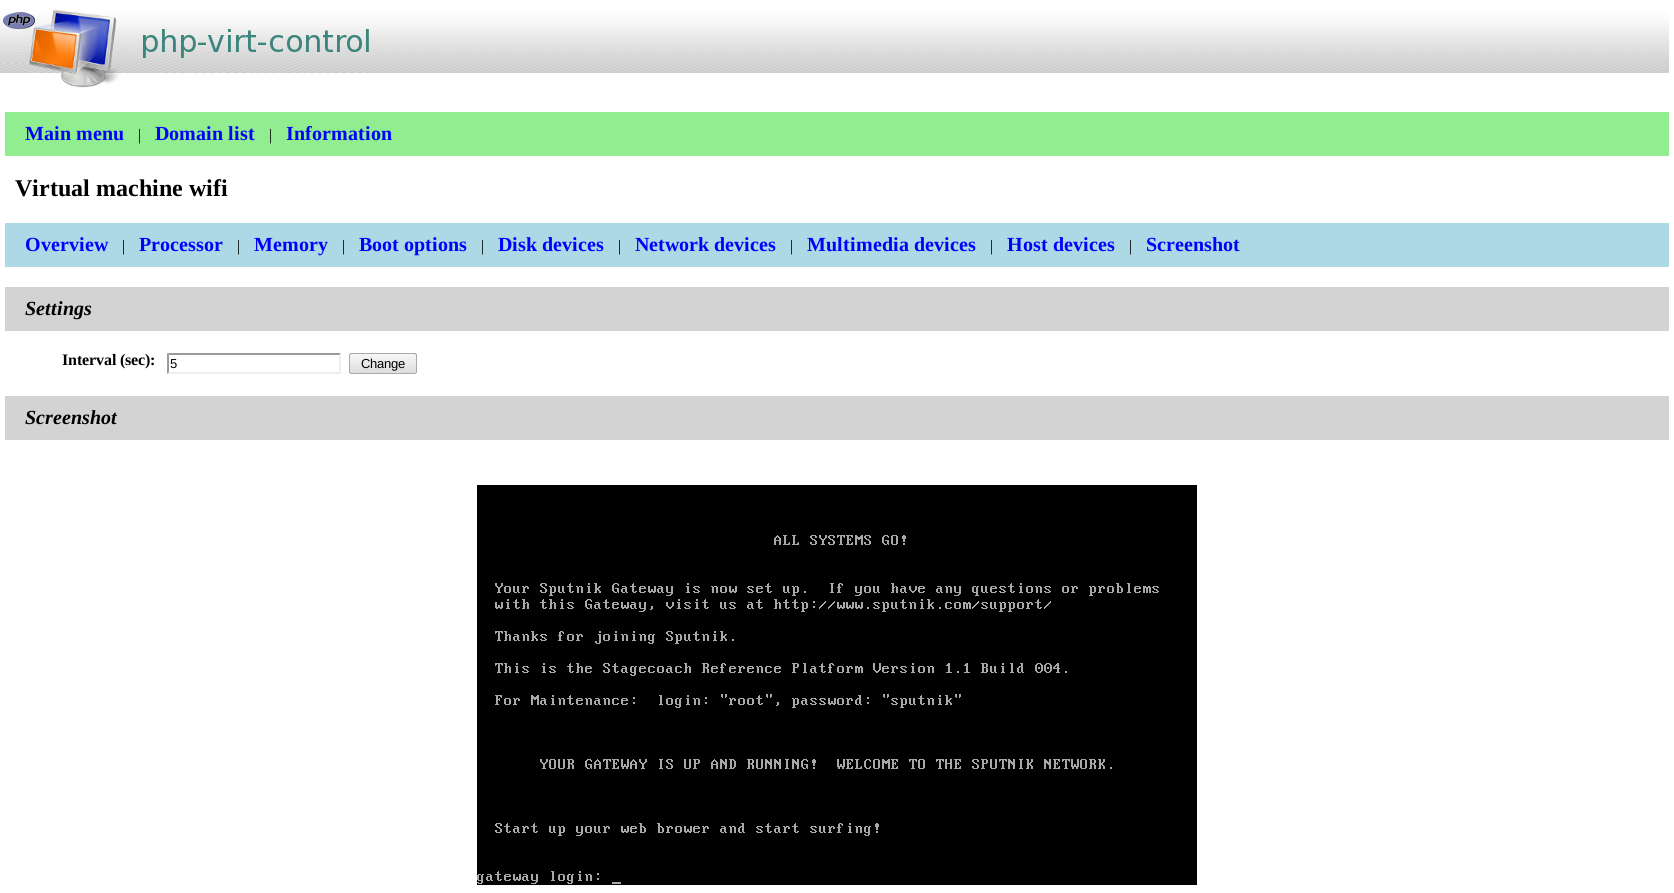 php
php-virt-control
Main menu | Domain list | Information
Virtual machine wifi
Overview | Processor | Memory | Boot options | Disk devices | Network devices | Multimedia devices | Host devices | Screenshot
Settings
Interval (sec): 5 Change
Screenshot
ALL SYSTEMS GO!
Your Sputnik Gateway is now set up.  If you have any questions or problems
with this Gateway, visit us at http://www.sputnik.com/support/
Thanks for joining Sputnik.
This is the Stagecoach Reference Platform Version 1.1 Build 004.
For Maintenance:  login: "root", password: "sputnik"
YOUR GATEWAY IS UP AND RUNNING!  WELCOME TO THE SPUTNIK NETWORK.
Start up your web brower and start surfing!
gateway login: _